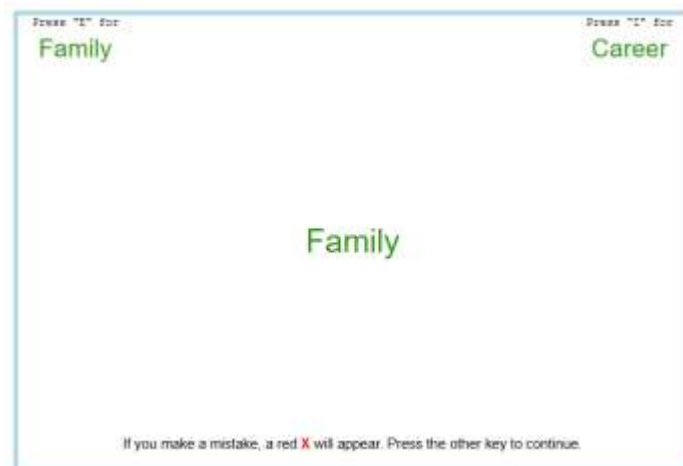 Press "E" for
Press "I" for
Family
Career
Family
If you make a mistake, a red X will appear. Press the other key to continue.